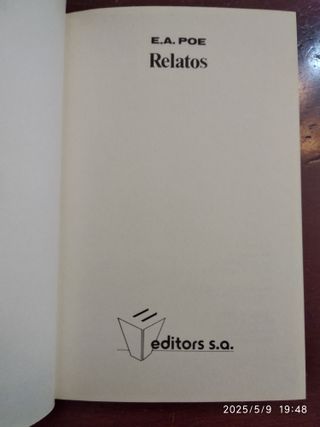 E.A. POE
Relatos
editors s.a.
2025/5/9 19:48